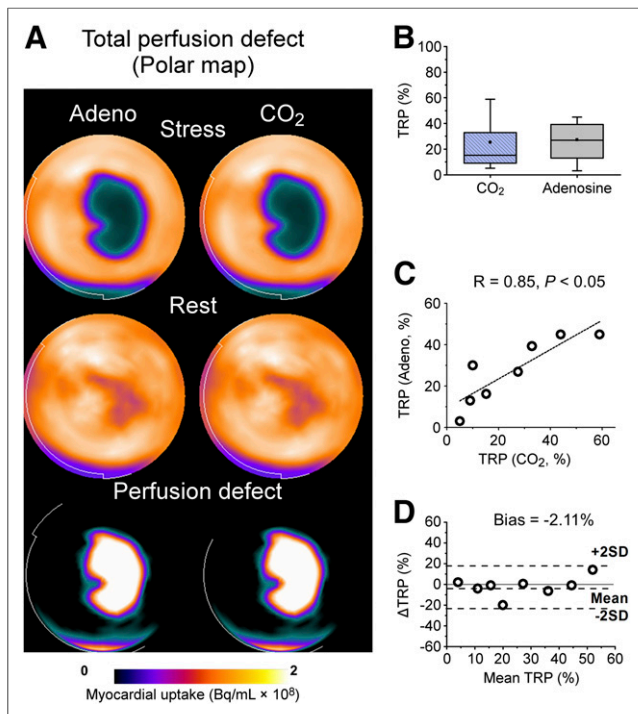 A
Total perfusion defect
(Polar map)
Adeno
CO₂
Stress
Rest
Perfusion defect
0
2
Myocardial uptake (Bq/mL × 10⁸)
B
100
80
60
40
20
0
TRP (%)
CO₂
Adenosine
C
R = 0.85, P < 0.05
60
40
20
0
TRP (Adeno, %)
0 20 40 60
TRP (CO₂, %)
D
Bias = -2.11%
60
40
20
0
-20
-40
-60
ΔTRP (%)
+2SD
Mean
-2SD
0 10 20 30 40 50 60
Mean TRP (%)